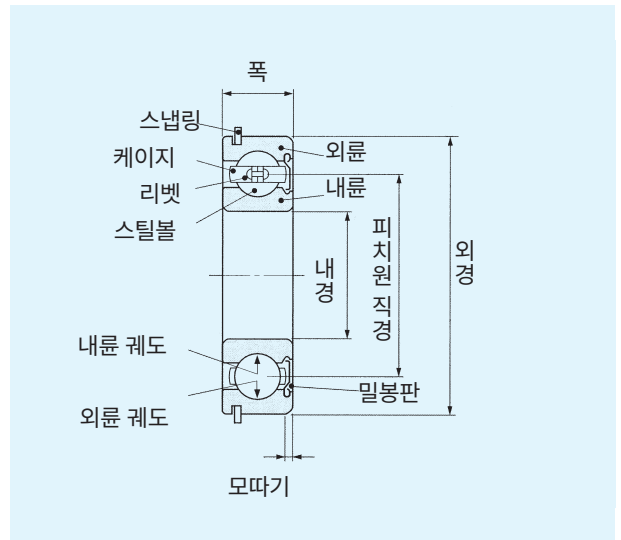 폭
스냅링
케이지
외륜
리벳
내륜
스틸볼
피치원 직경
외경
내경
내륜 궤도
밀봉판
외륜 궤도
모따기